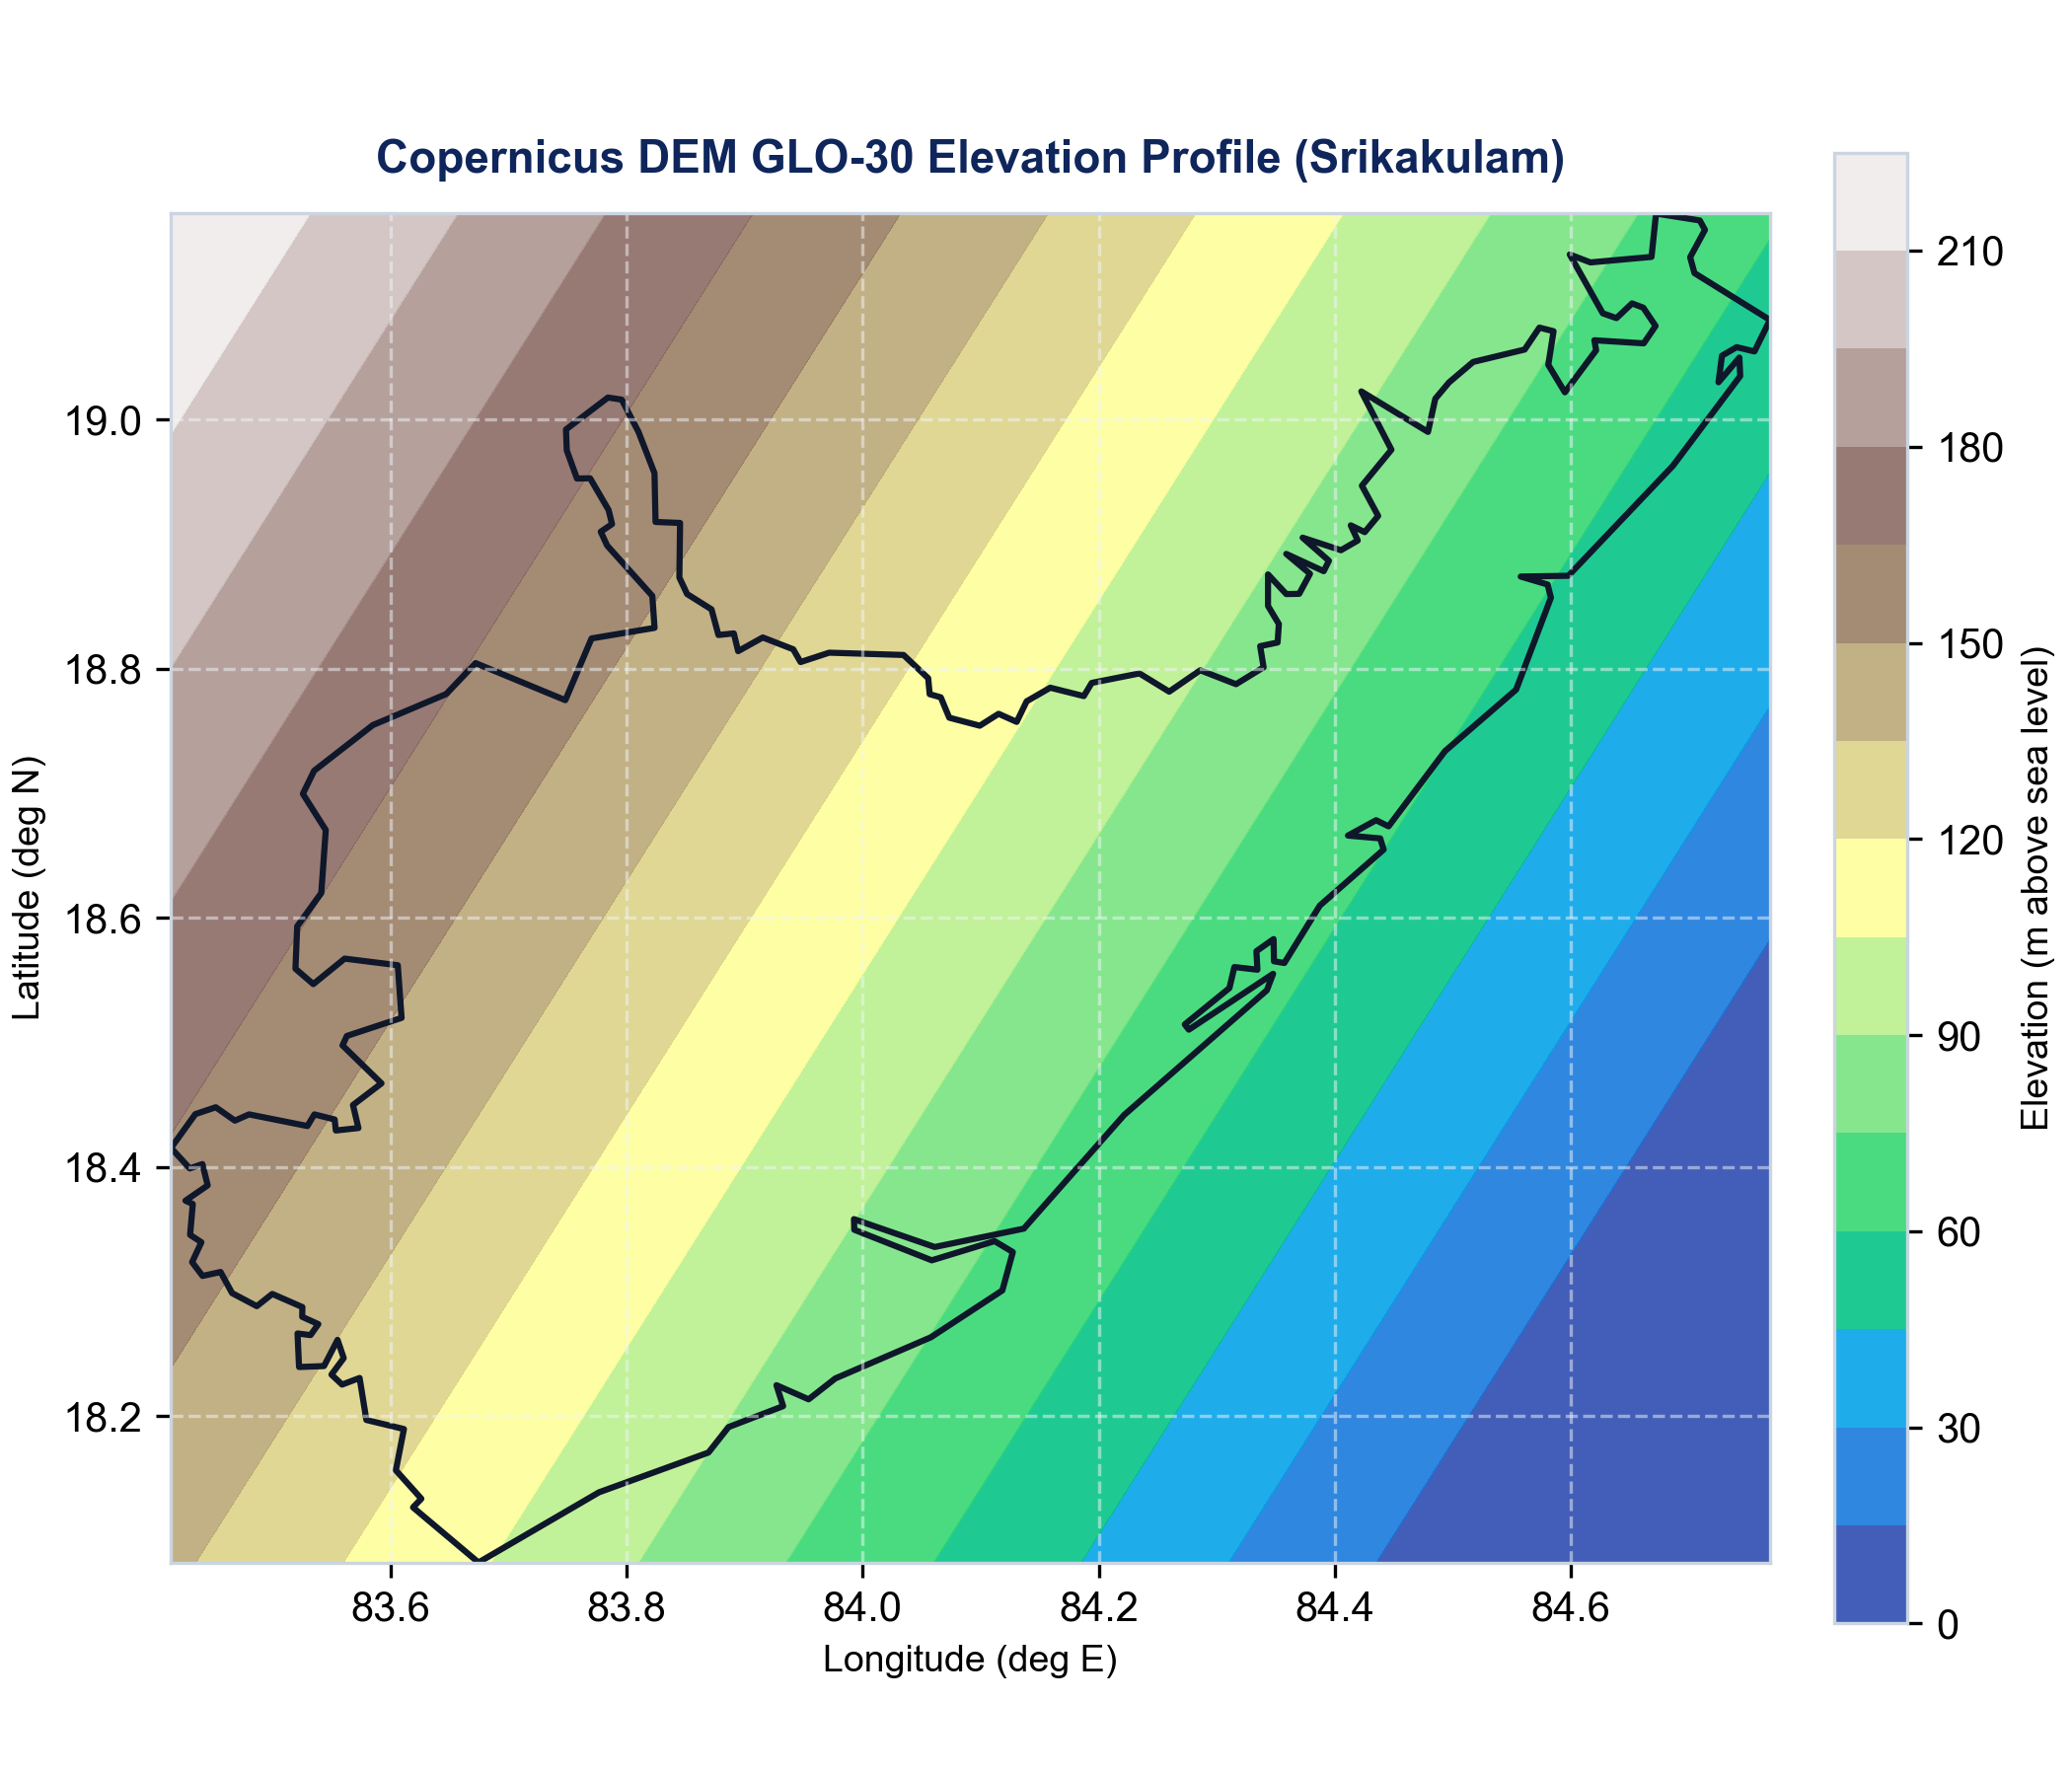 Copernicus DEM GLO-30 Elevation Profile (Srikakulam)
210
180
150
120
90
60
30
0
Elevation (m above sea level)
19.0
18.8
18.6
18.4
18.2
Latitude (deg N)
83.6 83.8 84.0 84.2 84.4 84.6
Longitude (deg E)